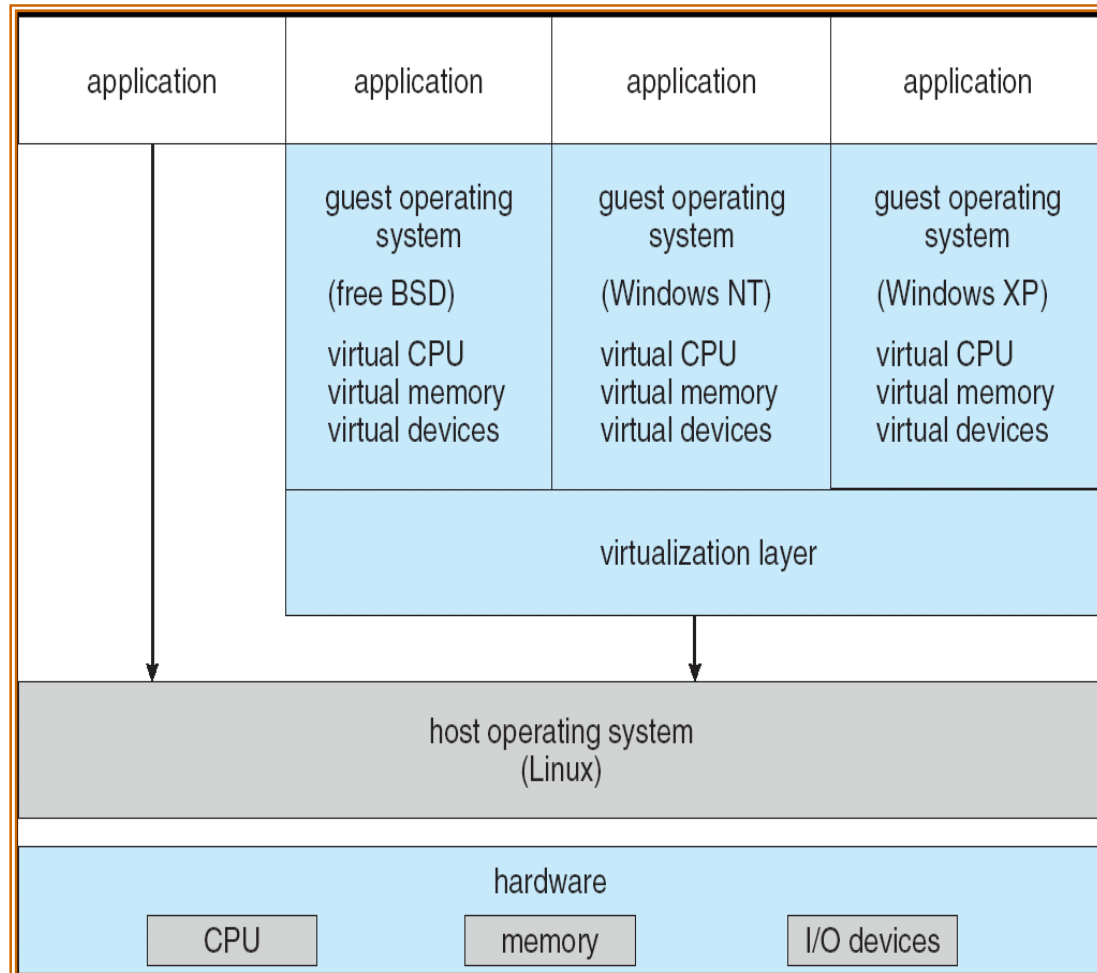 application
application
application
application
guest operating
system
(free BSD)
virtual CPU
virtual memory
virtual devices
guest operating
system
(Windows NT)
virtual CPU
virtual memory
virtual devices
guest operating
system
(Windows XP)
virtual CPU
virtual memory
virtual devices
virtualization layer
host operating system
(Linux)
hardware
CPU
memory
I/O devices